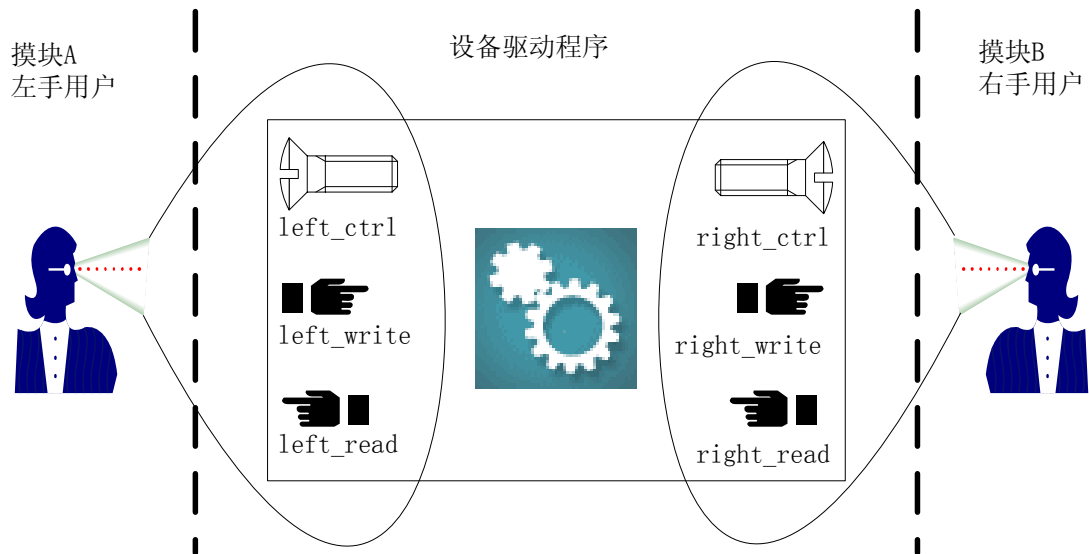 摸块A
左手用户
设备驱动程序
摸块B
右手用户
left_ctrl
right_ctrl
left_write
right_write
left_read
right_read